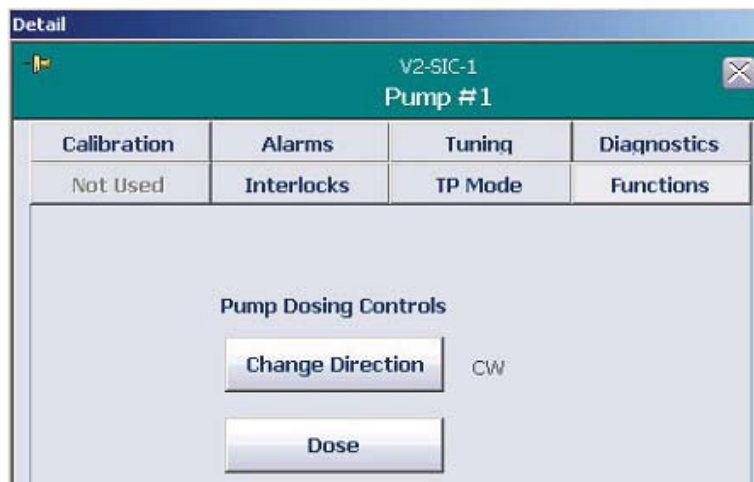 Detail
V2-SIC-1
Pump #1
Calibration Alarms Tuning Diagnostics
Not Used Interlocks TP Mode Functions
Pump Dosing Controls
Change Direction CW
Dose